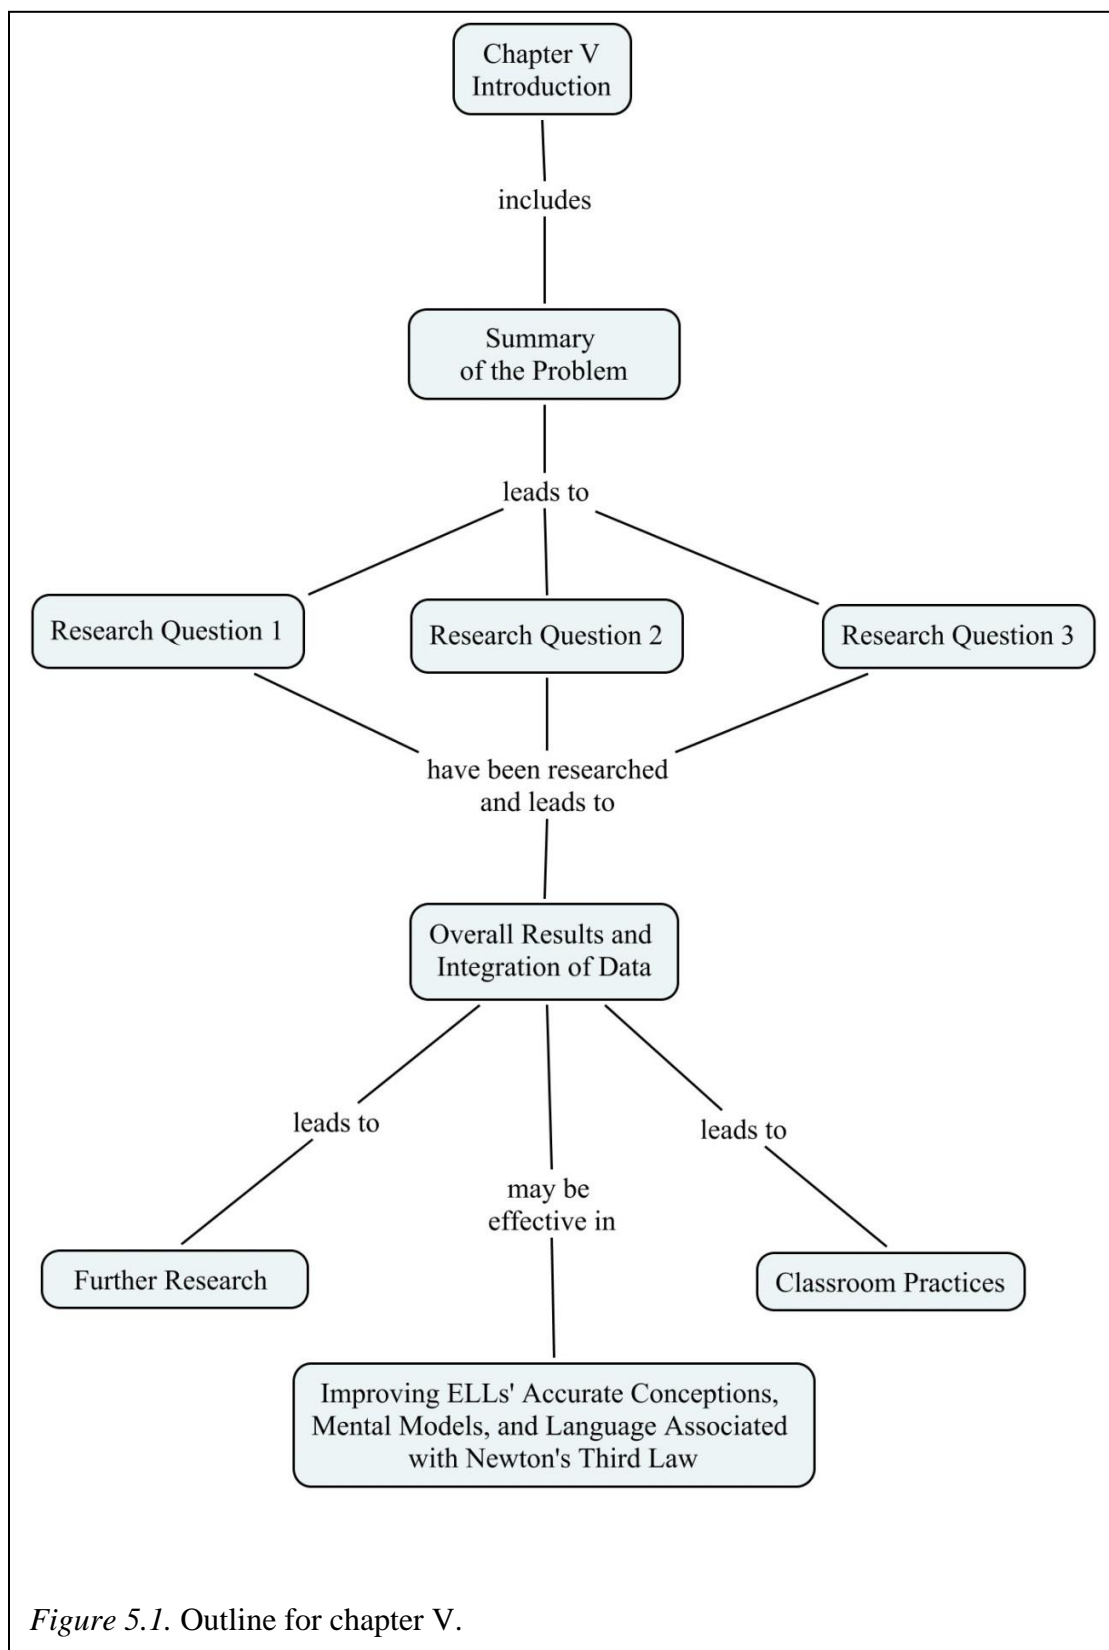 Chapter V
Introduction
includes
Summary
of the Problem
leads to
Research Question 1
Research Question 2
Research Question 3
have been researched
and leads to
Overall Results and
Integration of Data
leads to
leads to
may be
effective in
Further Research
Classroom Practices
Improving ELLs' Accurate Conceptions,
Mental Models, and Language Associated
with Newton's Third Law
Figure 5.1. Outline for chapter V.